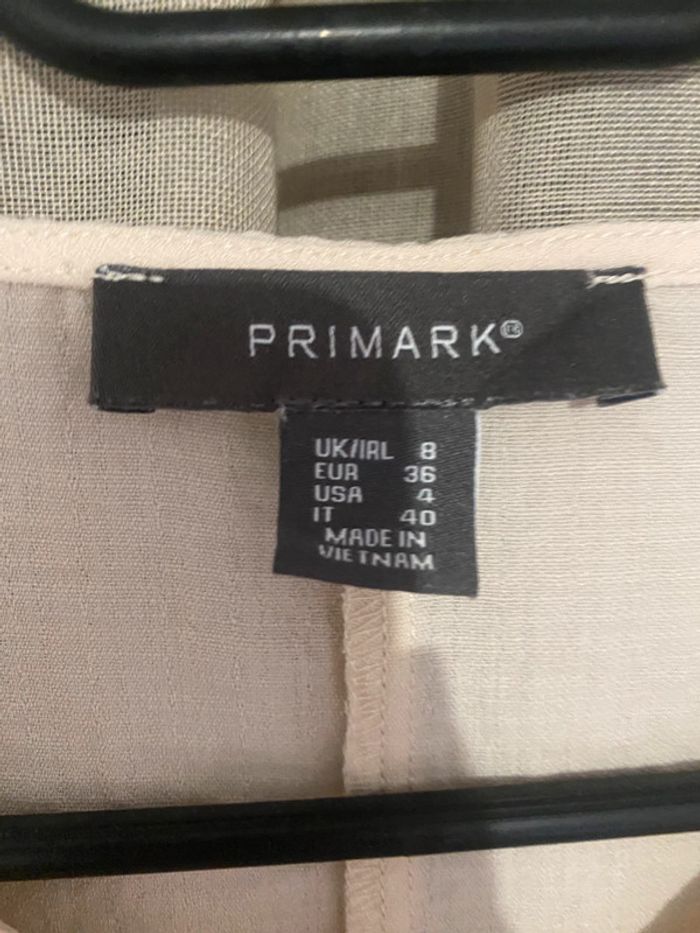 PRIMARK®
UK/IRL 8
EUR 36
USA 4
IT 40
MADE IN
VIETNAM